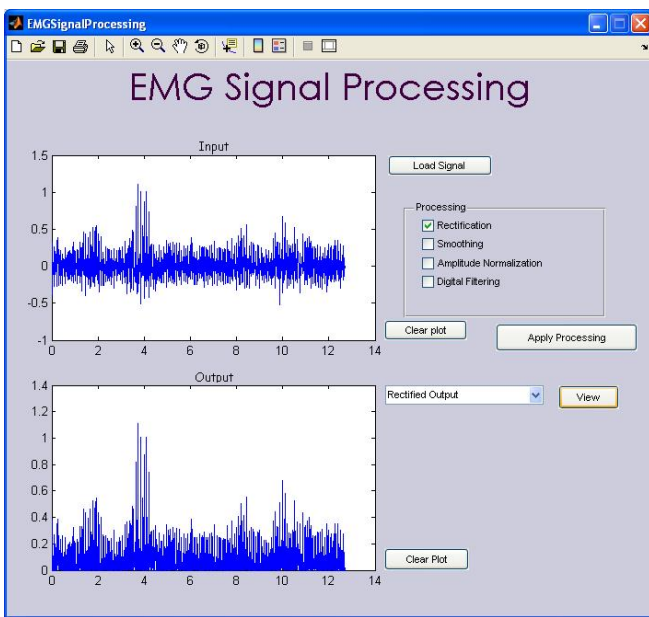 EMGSignalProcessing
EMG Signal Processing
Input
1.5
1
0.5
0
-0.5
-1
0 2 4 6 8 10 12 14
Load Signal
Processing
Rectification
Smoothing
Amplitude Normalization
Digital Filtering
Clear plot
Apply Processing
Output
1.4
1.2
1
0.8
0.6
0.4
0.2
0
0 2 4 6 8 10 12 14
Rectified Output
View
Clear Plot